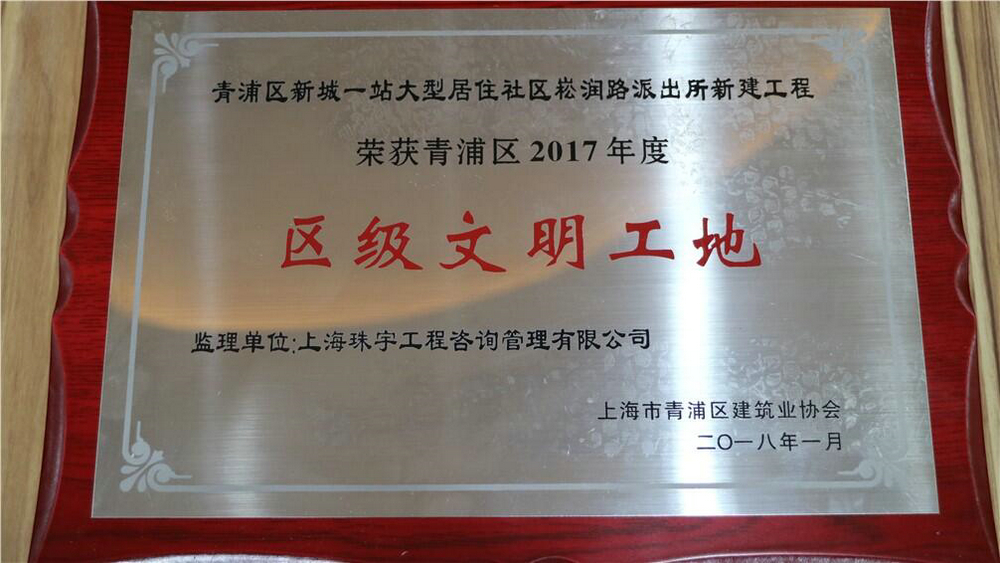 青浦区新城一站大型居住社区崧润路派出所新建工程
荣获青浦区2017年度
区级文明工地
监理单位:上海珠宇工程咨询管理有限公司
上海市青浦区建筑业协会
二〇一八年一月